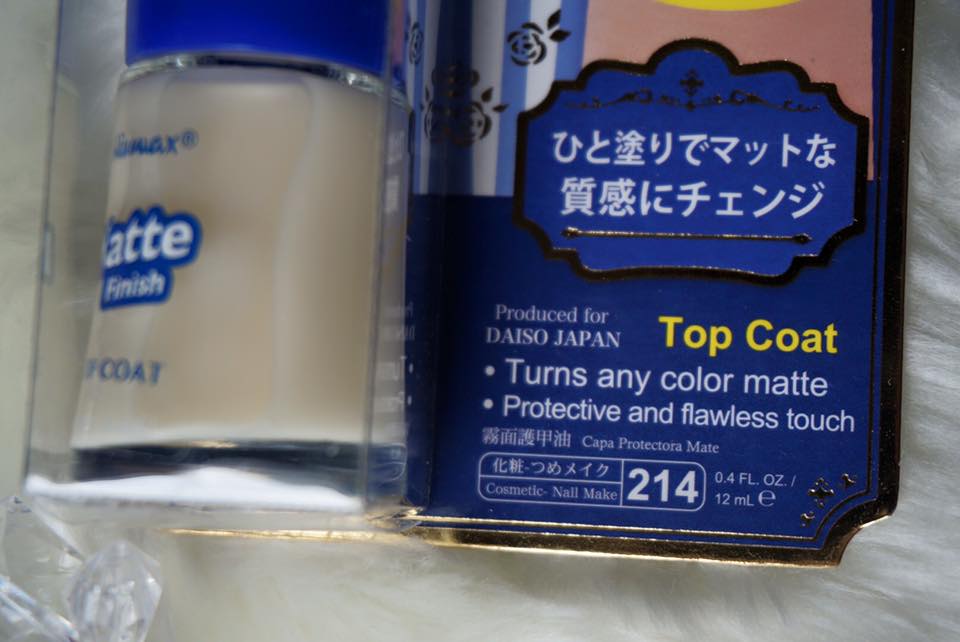 Matte
Finish
COAT
ひと塗りでマットな
質感にチェンジ
Produced for
DAISO JAPAN
Top Coat
• Turns any color matte
• Protective and flawless touch
霧面護甲油 Capa Protectora Mate
化粧-つめメイク
Cosmetic- Nail Make
214
0.4 FL. OZ. /
12 mL ℮